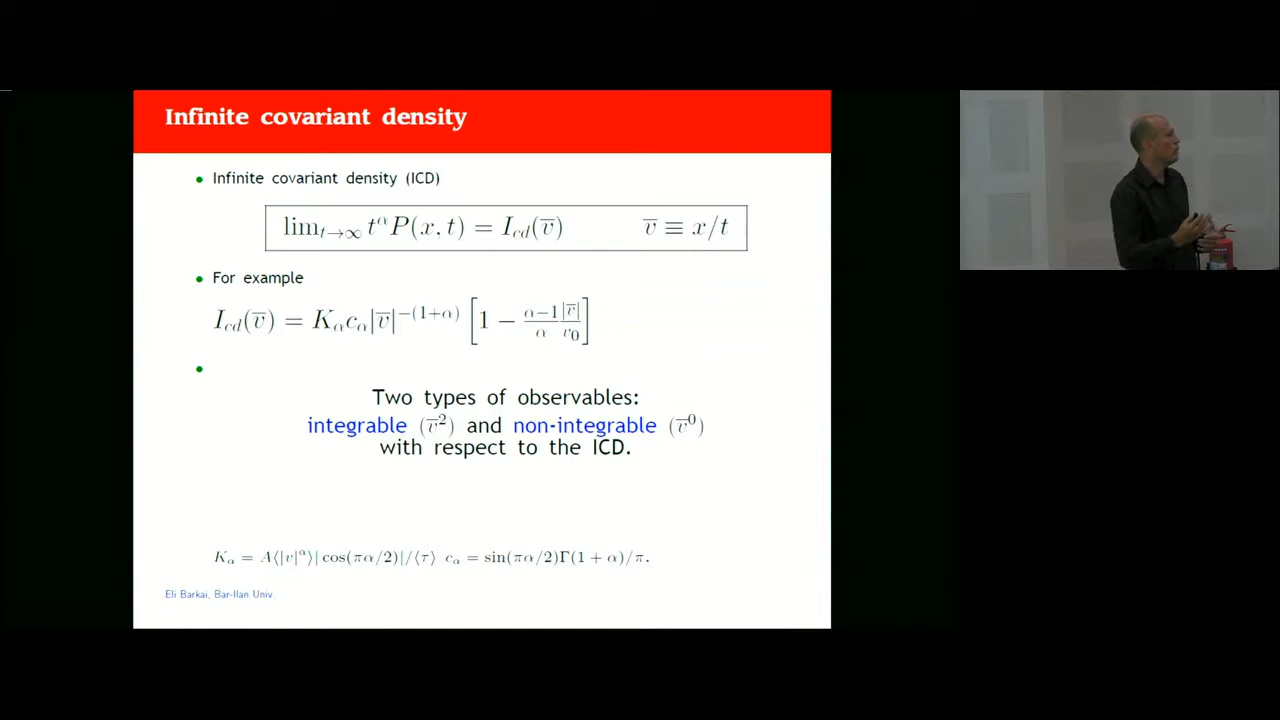 Infinite covariant density
• Infinite covariant density (ICD)
lim_{t→∞} t^α P(x, t) = I_{cd}(v̄)    v̄ ≡ x/t
• For example
I_{cd}(v̄) = K_α c_α |v̄|^{-(1+α)} [1 − \frac{α−1}{α} \frac{|v̄|}{v_0}]
•
Two types of observables:
integrable (v̄²) and non-integrable (v̄⁰)
with respect to the ICD.
K_α = A⟨|v|^α⟩| cos(πα/2)|/⟨τ⟩ c_α = sin(πα/2)Γ(1 + α)/π.
Eli Barkai, Bar-Ilan Univ.